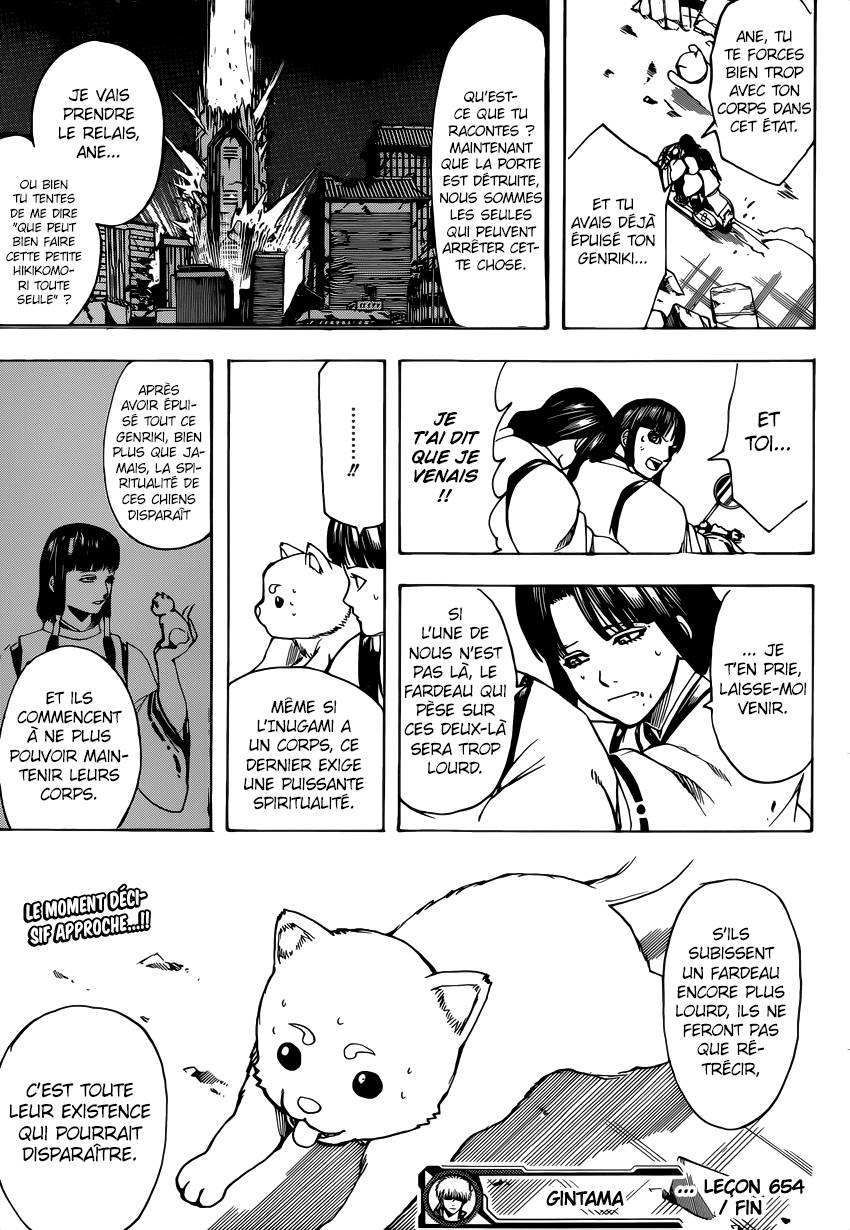 ANE, TU
TE FORCES
BIEN TROP
AVEC TON
CORPS DANS
CET ÉTAT.
ET TU
AVAIS DÉJÀ
ÉPUISÉ TON
GENRIKI...
QU'EST-
CE QUE TU
RACONTES ?
MAINTENANT
QUE LA PORTE
EST DÉTRUITE,
NOUS SOMMES
LES SEULES
QUI PEUVENT
ARRÊTER CET-
TE CHOSE.
JE VAIS
PRENDRE
LE RELAIS,
ANE...
OU BIEN
TU TENTES
DE ME DIRE
"QUE PEUT
BIEN FAIRE
CETTE PETITE
HIKIKOMO-
RI TOUTE
SEULE" ?
ET
TOI...
JE
T'AI DIT
QUE JE
VENAIS
!!
... JE
T'EN PRIE,
LAISSE-MOI
VENIR.
SI
L'UNE DE
NOUS N'EST
PAS LÀ, LE
FARDEAU QUI
PÈSE SUR
CES DEUX-LÀ
SERA TROP
LOURD.
.........!!
MÊME SI
L'INUGAMI
A UN CORPS, CE
DERNIER EXIGE
UNE PUISSANTE
SPIRITUALITÉ.
APRÈS
AVOIR ÉPUI-
SÉ TOUT CE
GENRIKI, BIEN
PLUS QUE JA-
MAIS, LA SPI-
RITUALITÉ DE
CES CHIENS
DISPARAÎT
ET ILS
COMMENCENT
À NE PLUS
POUVOIR MAIN-
TENIR LEURS
CORPS.
S'ILS
SUBISSENT
UN FARDEAU
ENCORE PLUS
LOURD, ILS NE
FERONT PAS
QUE RÉ-
TRÉCIR,
LE MOMENT DÉCI-
SIF APPROCHE...!!
C'EST TOUTE
LEUR EXISTENCE
QUI POURRAIT
DISPARAÎTRE.
GINTAMA
... LEÇON 654
/ FIN